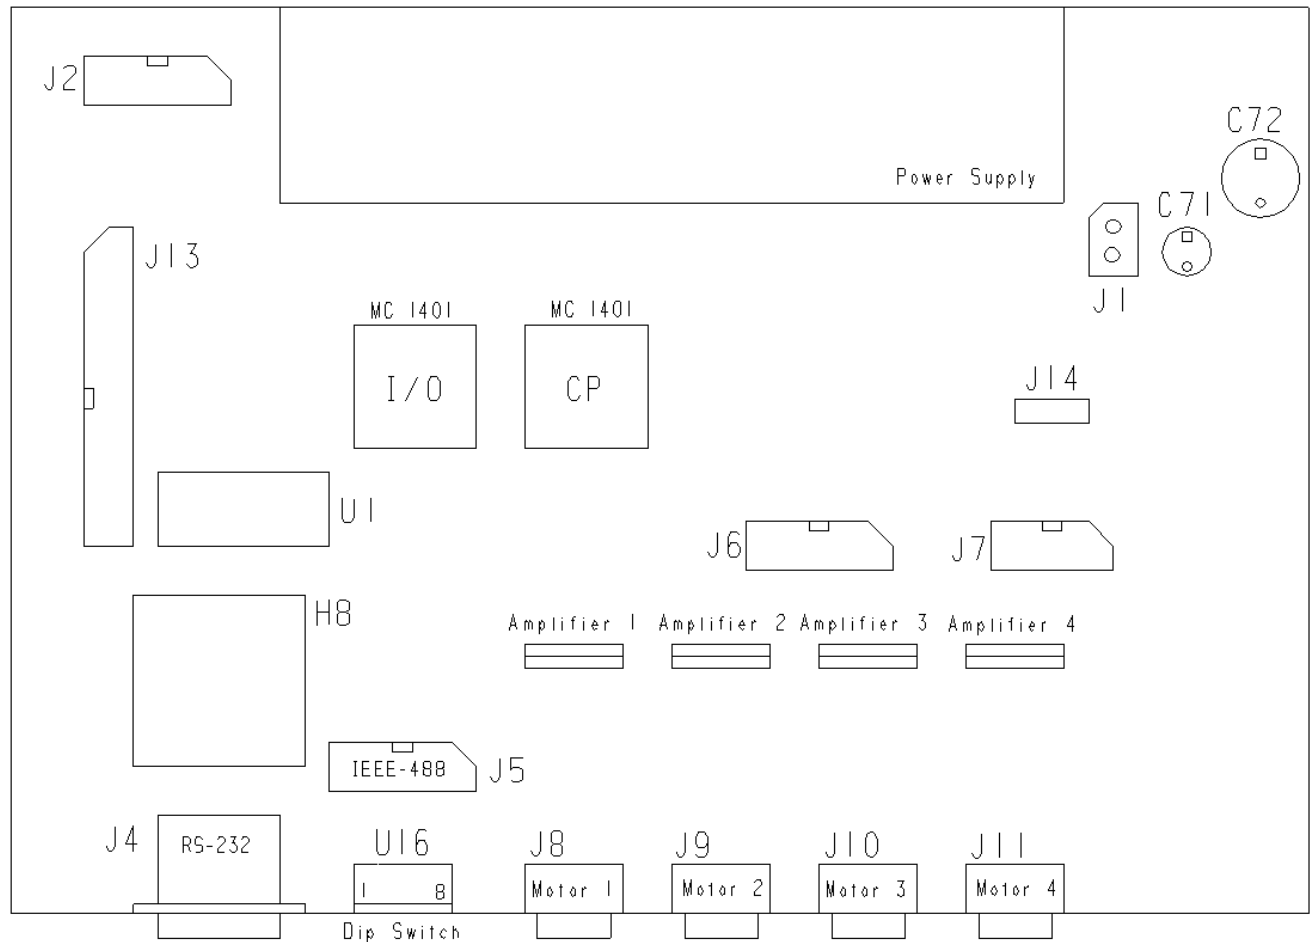 J2
C72
Power Supply
C71
J13
J1
MC 1401
MC 1401
I/O
CP
J14
U1
J6
J7
H8
Amplifier 1
Amplifier 2
Amplifier 3
Amplifier 4
IEEE-488
J5
J4
RS-232
U16
J8
J9
J10
J11
1 8
Motor 1
Motor 2
Motor 3
Motor 4
Dip Switch